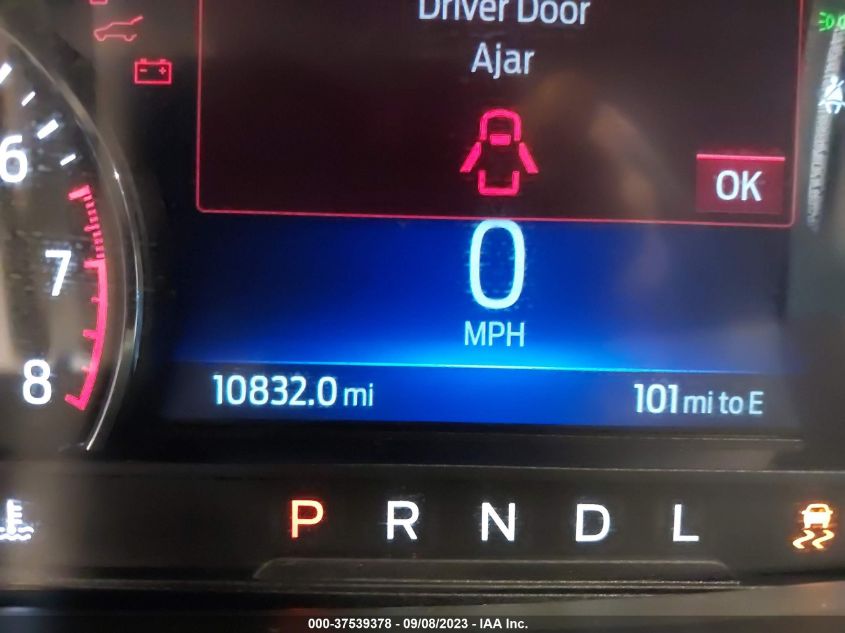 Driver Door
Ajar
OK
6
7
8
0
MPH
10832.0 mi
101 mi to E
P R N D L
000-37539378 - 09/08/2023 - IAA Inc.